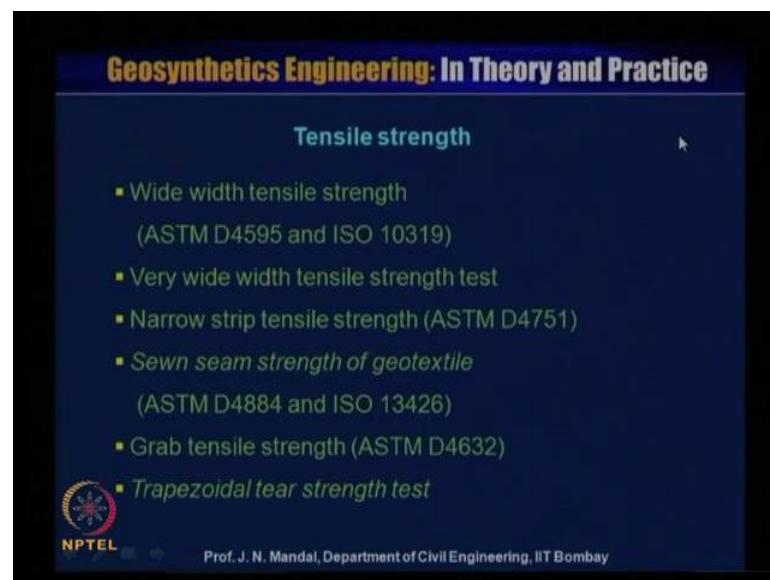 Geosynthetics Engineering: In Theory and Practice
Tensile strength
▪ Wide width tensile strength
(ASTM D4595 and ISO 10319)
▪ Very wide width tensile strength test
▪ Narrow strip tensile strength (ASTM D4751)
▪ Sewn seam strength of geotextile
(ASTM D4884 and ISO 13426)
▪ Grab tensile strength (ASTM D4632)
▪ Trapezoidal tear strength test
NPTEL
Prof. J. N. Mandal, Department of Civil Engineering, IIT Bombay